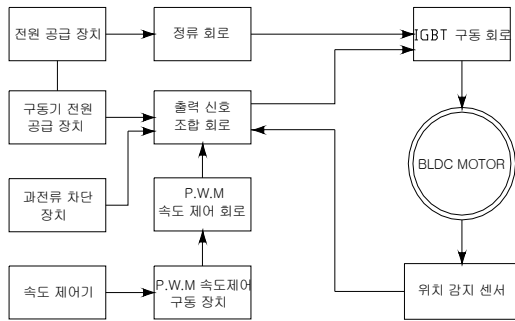 전원 공급 장치
정류 회로
IGBT 구동 회로
구동기 전원
공급 장치
출력 신호
조합 회로
BLDC MOTOR
과전류 차단
장치
P.W.M
속도 제어 회로
속도 제어기
P.W.M 속도제어
구동 장치
위치 감지 센서